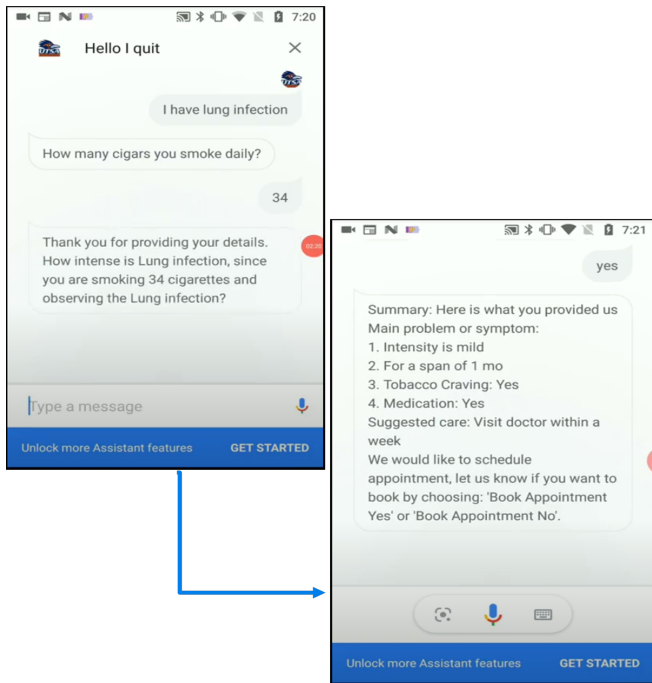 7:20
UTSA
Hello I quit
I have lung infection
How many cigars you smoke daily?
34
Thank you for providing your details.
How intense is Lung infection, since
you are smoking 34 cigarettes and
observing the Lung infection?
Type a message
Unlock more Assistant features GET STARTED
7:21
yes
Summary: Here is what you provided us
Main problem or symptom:
1. Intensity is mild
2. For a span of 1 mo
3. Tobacco Craving: Yes
4. Medication: Yes
Suggested care: Visit doctor within a
week
We would like to schedule
appointment, let us know if you want to
book by choosing: 'Book Appointment
Yes' or 'Book Appointment No'.
Unlock more Assistant features GET STARTED